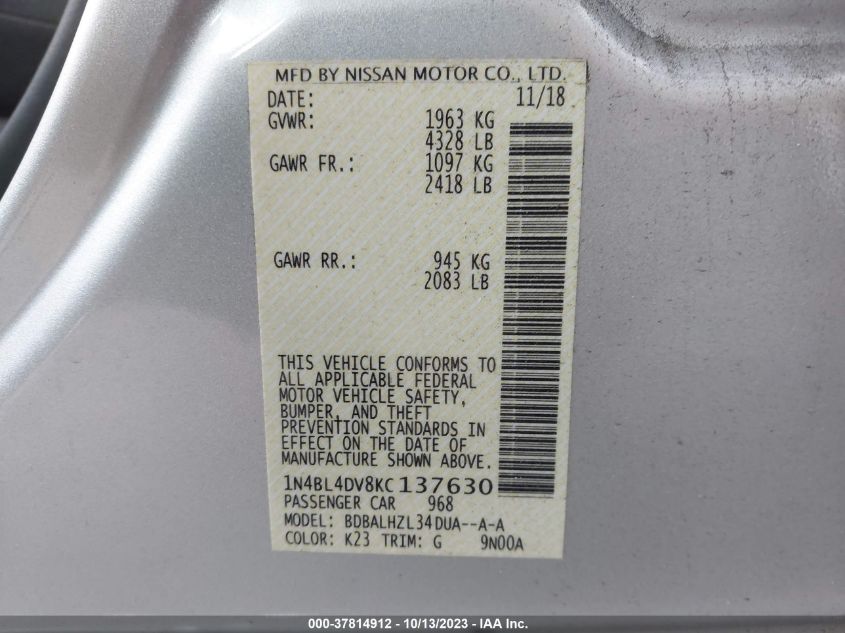 MFD BY NISSAN MOTOR CO., LTD.
DATE: 11/18
GVWR: 1963 KG
4328 LB
GAWR FR.: 1097 KG
2418 LB
GAWR RR.: 945 KG
2083 LB
THIS VEHICLE CONFORMS TO
ALL APPLICABLE FEDERAL
MOTOR VEHICLE SAFETY,
BUMPER, AND THEFT
PREVENTION STANDARDS IN
EFFECT ON THE DATE OF
MANUFACTURE SHOWN ABOVE.
1N4BL4DV8KC137630
PASSENGER CAR 968
MODEL: BDBALHZL34DUA--A-A
COLOR: K23 TRIM: G 9N00A
000-37814912 - 10/13/2023 - IAA Inc.